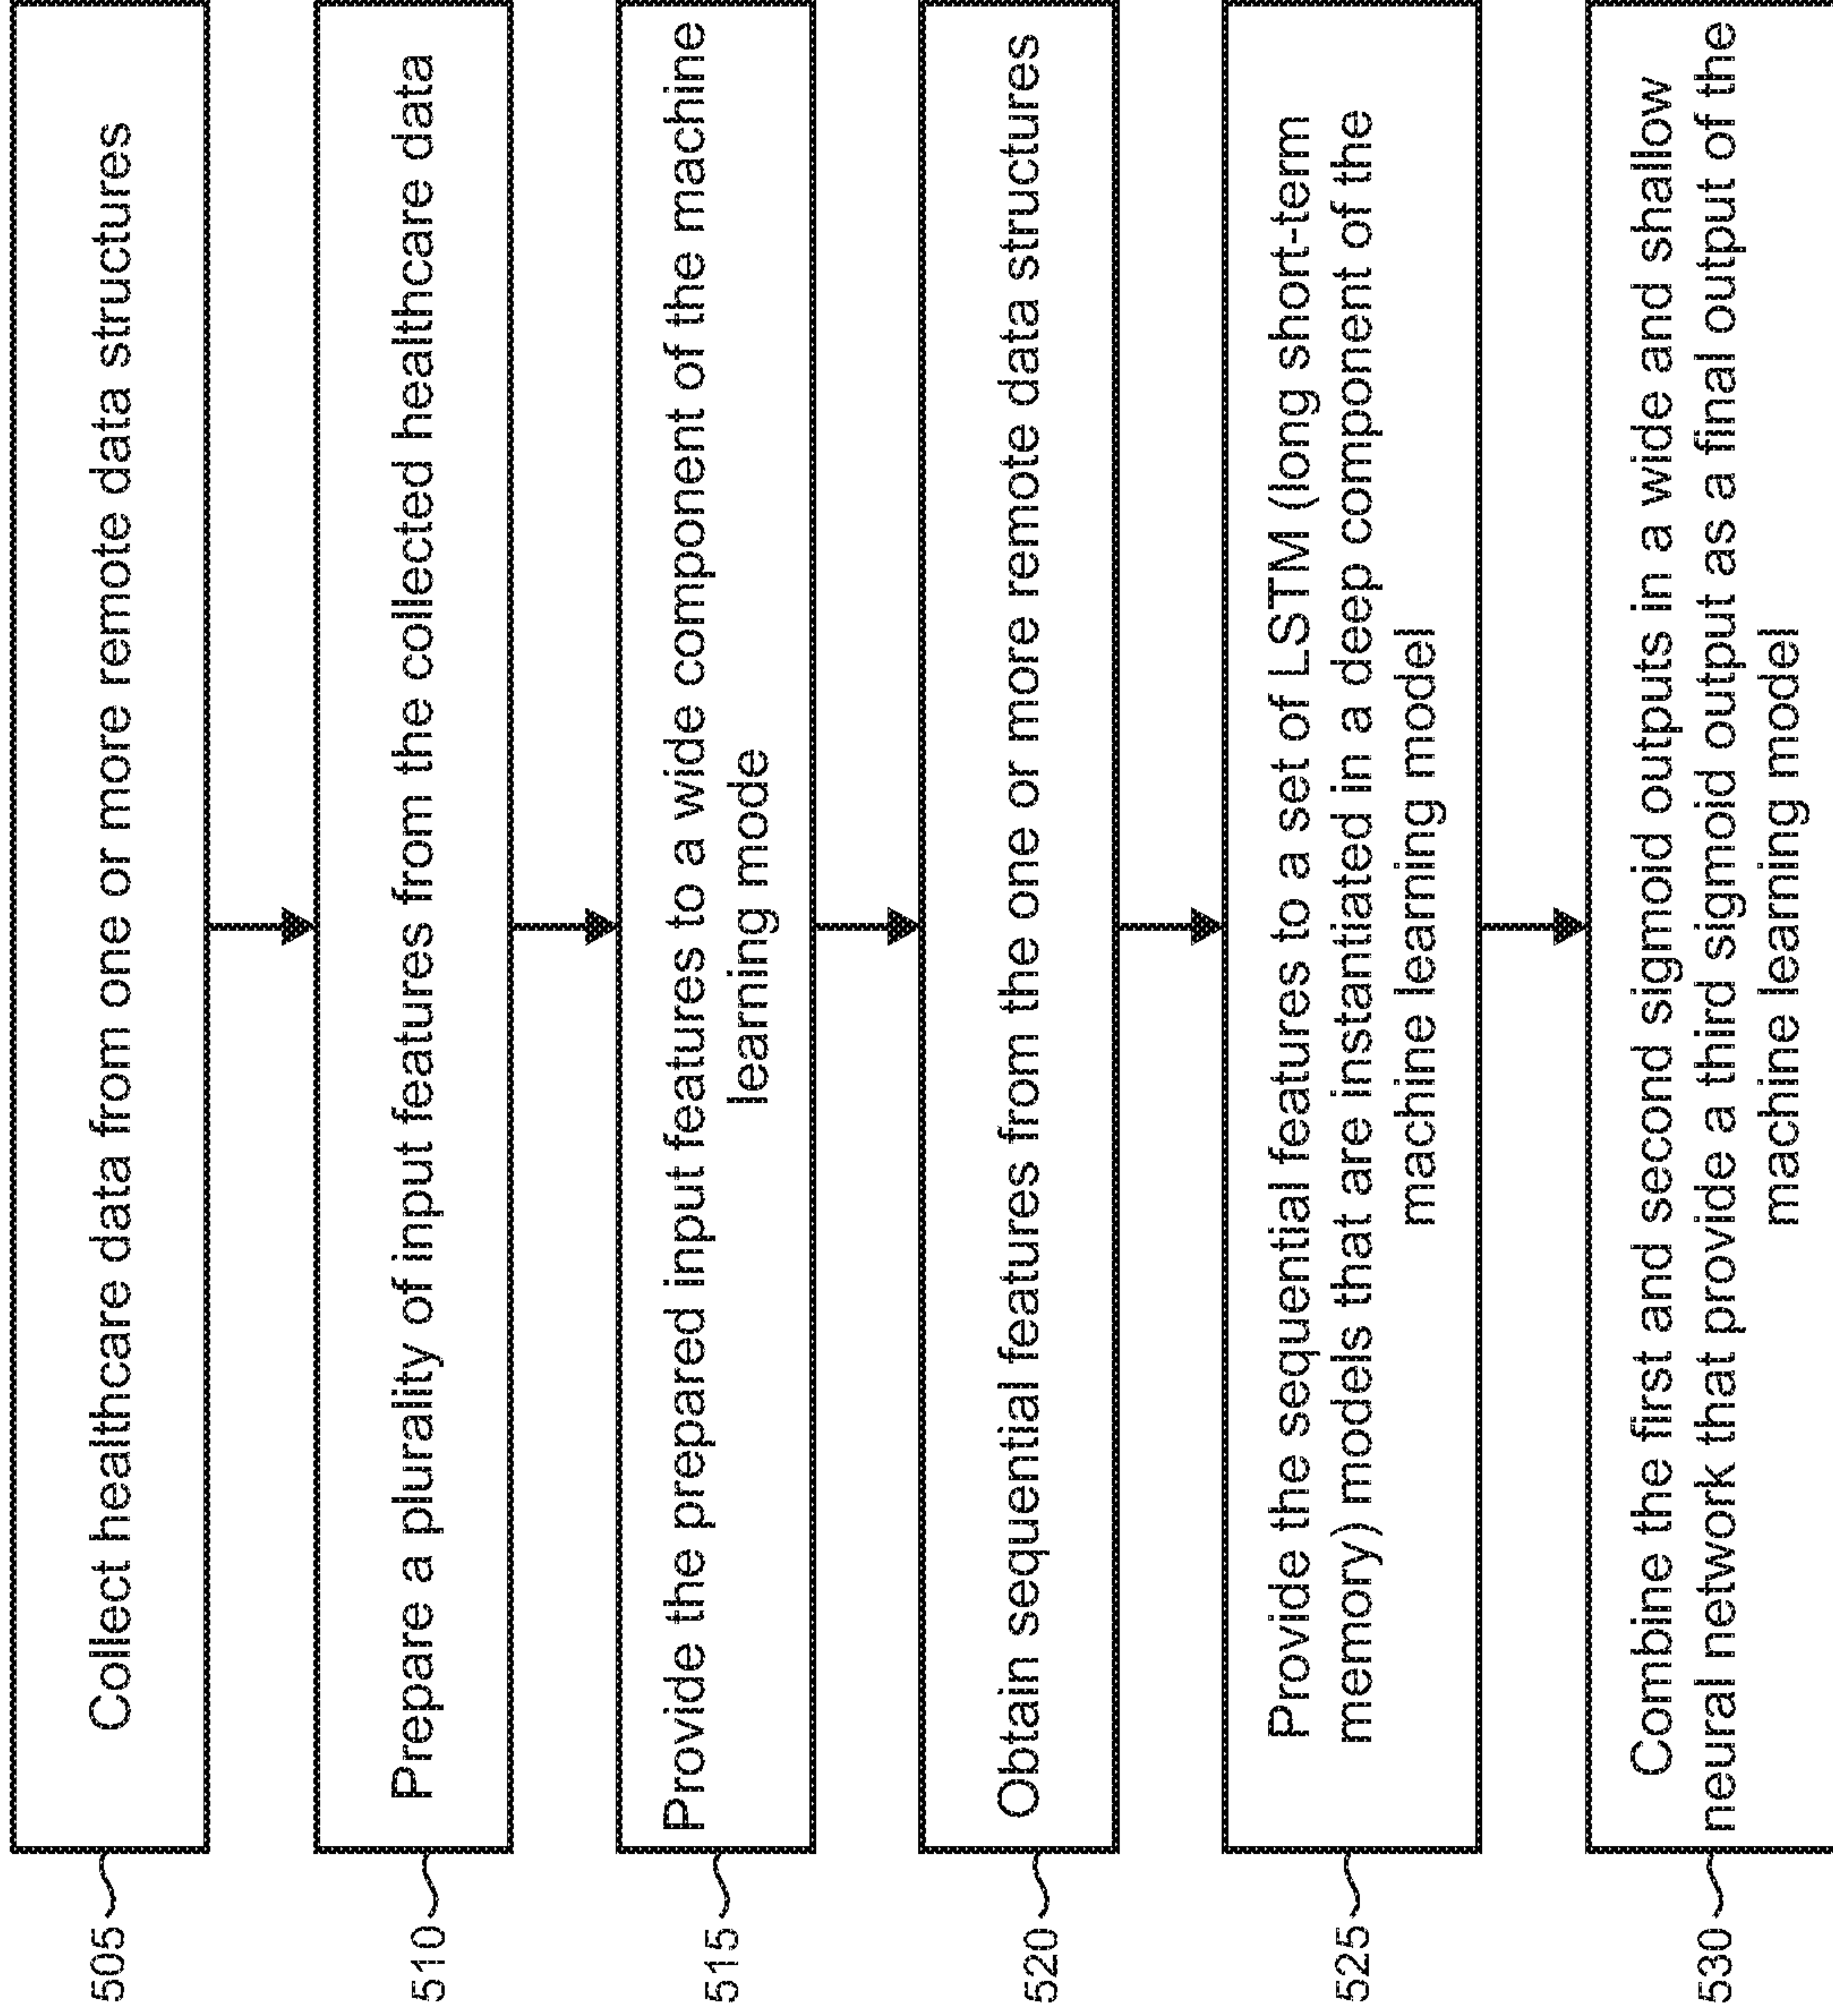 505
Collect healthcare data from one or more remote data structures
510
Prepare a plurality of input features from the collected healthcare data
515
Provide the prepared input features to a wide component of the machine
learning mode
520
Obtain sequential features from the one or more remote data structures
525
Provide the sequential features to a set of LSTM (long short-term
memory) models that are instantiated in a deep component of the
machine learning model
530
Combine the first and second sigmoid outputs in a wide and shallow
neural network that provide a third sigmoid output as a final output of the
machine learning model